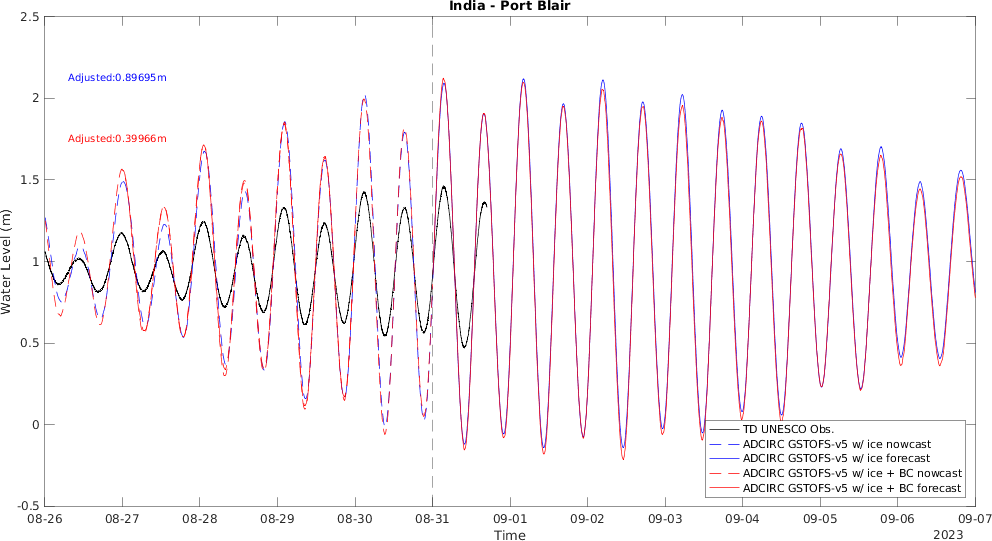 India - Port Blair
2.5
2
1.5
1
0.5
0
-0.5
Water Level (m)
Adjusted:0.89695m
Adjusted:0.39966m
TD UNESCO Obs.
ADCIRC GSTOFS-v5 w/ ice nowcast
ADCIRC GSTOFS-v5 w/ ice forecast
ADCIRC GSTOFS-v5 w/ ice + BC nowcast
ADCIRC GSTOFS-v5 w/ ice + BC forecast
08-26 08-27 08-28 08-29 08-30 08-31 09-01 09-02 09-03 09-04 09-05 09-06 09-07
Time
2023